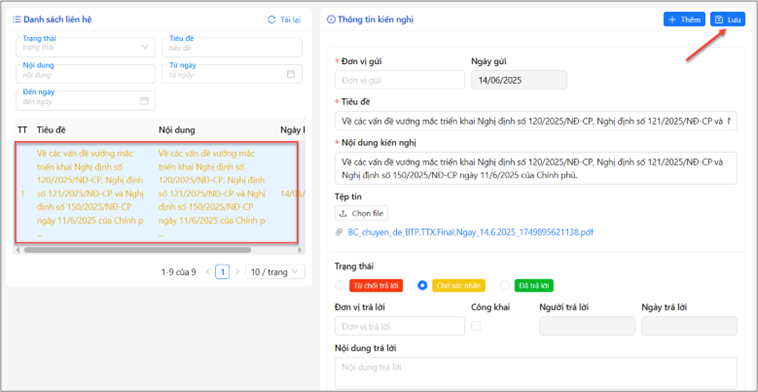 Danh sách liên hệ
Tải lại
Trạng thái
trạng thái
Tiêu đề
tiêu đề
Nội dung
nội dung
Từ ngày
từ ngày
Đến ngày
đến ngày
TT Tiêu đề Nội dung Ngày
1
Về các vấn đề vướng mắc
triển khai Nghị định số
120/2025/NĐ-CP, Nghị định
số 121/2025/NĐ-CP và Nghị
định số 150/2025/NĐ-CP
ngày 11/6/2025 của Chính p
...
Về các vấn đề vướng mắc
triển khai Nghị định số
120/2025/NĐ-CP, Nghị định
số 121/2025/NĐ-CP và Nghị
định số 150/2025/NĐ-CP
ngày 11/6/2025 của Chính p
...
14/06/
1-9 của 9
1
10 / trang
Thông tin kiến nghị
Thêm
Lưu
* Đơn vị gửi
Đơn vị gửi
Ngày gửi
14/06/2025
* Tiêu đề
Về các vấn đề vướng mắc triển khai Nghị định số 120/2025/NĐ-CP, Nghị định số 121/2025/NĐ-CP và
* Nội dung kiến nghị
Về các vấn đề vướng mắc triển khai Nghị định số 120/2025/NĐ-CP, Nghị định số 121/2025/NĐ-CP và
Nghị định số 150/2025/NĐ-CP ngày 11/6/2025 của Chính phủ.
Tệp tin
Chọn file
BC_chuyen_de_BTP.TTX.Final.Ngay_14.6.2025_1749895621138.pdf
Trạng thái
Từ chối trả lời
Chờ xác nhận
Đã trả lời
Đơn vị trả lời
Đơn vị trả lời
Công khai
Người trả lời
Ngày trả lời
Nội dung trả lời
Nội dung trả lời